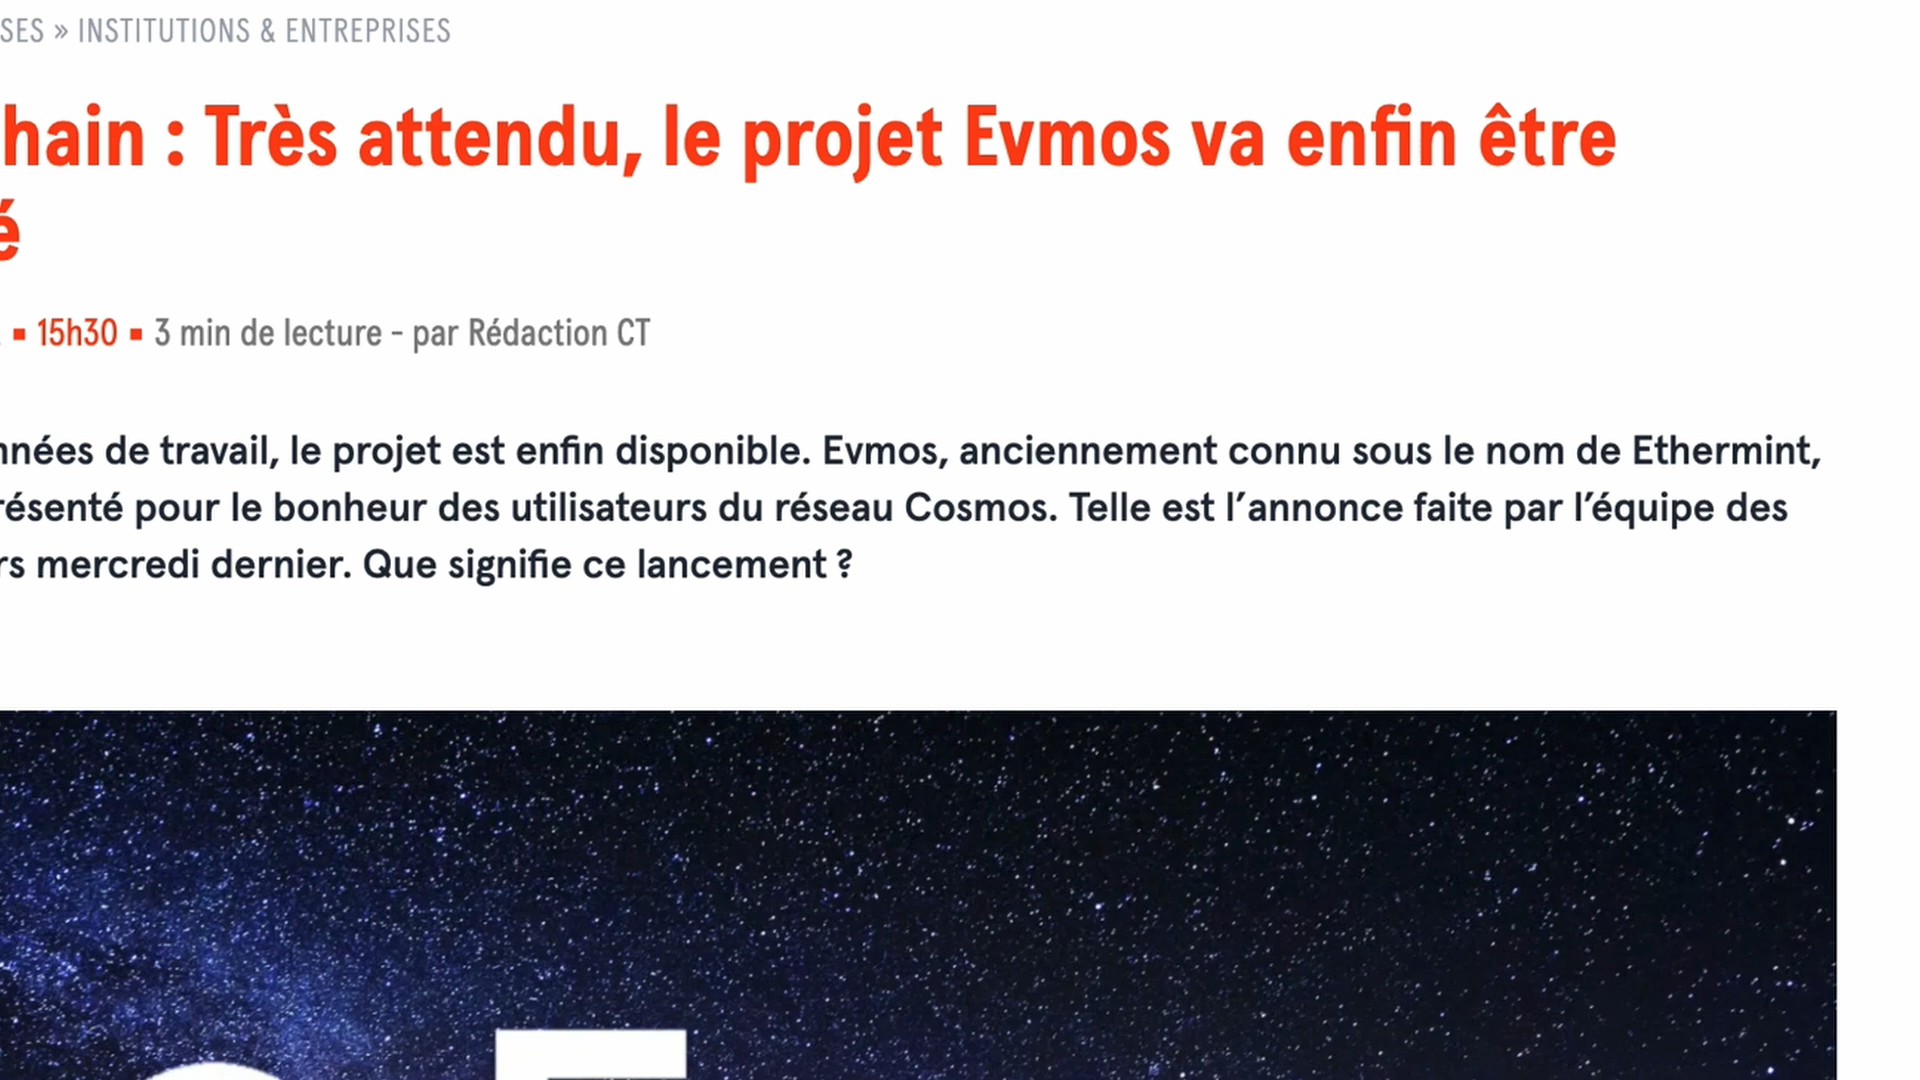 SES » INSTITUTIONS & ENTREPRISES
hain : Très attendu, le projet Evmos va enfin être
é
15h30 ▪ 3 min de lecture - par Rédaction CT
nnées de travail, le projet est enfin disponible. Evmos, anciennement connu sous le nom de Ethermint,
résenté pour le bonheur des utilisateurs du réseau Cosmos. Telle est l’annonce faite par l’équipe des
rs mercredi dernier. Que signifie ce lancement ?